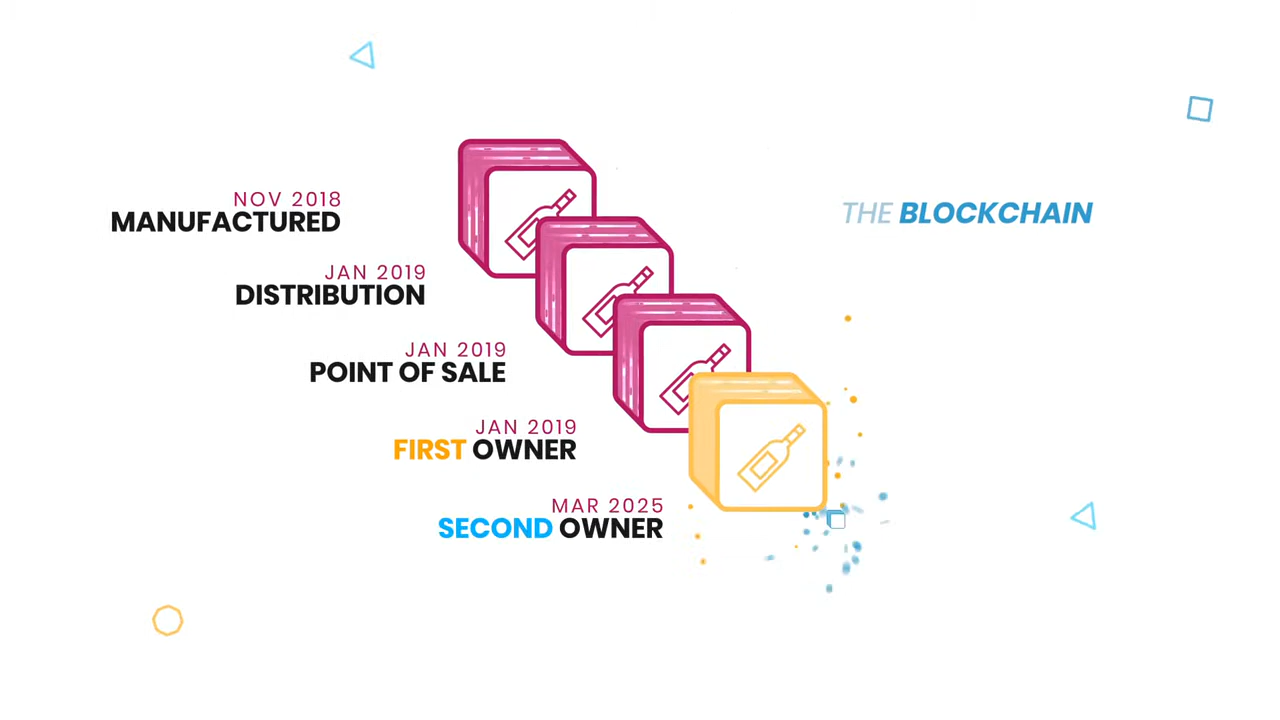 NOV 2018
MANUFACTURED
THE BLOCKCHAIN
JAN 2019
DISTRIBUTION
JAN 2019
POINT OF SALE
JAN 2019
FIRST OWNER
MAR 2025
SECOND OWNER